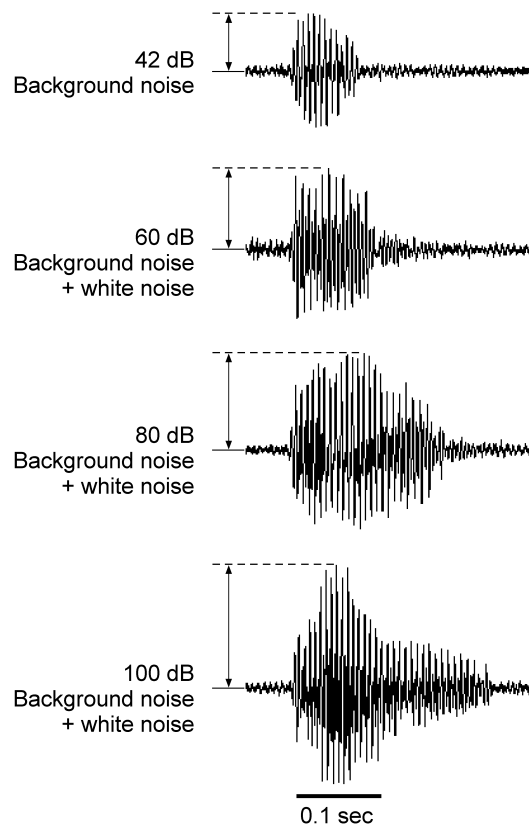 42 dB
Background noise
60 dB
Background noise
+ white noise
80 dB
Background noise
+ white noise
100 dB
Background noise
+ white noise
0.1 sec